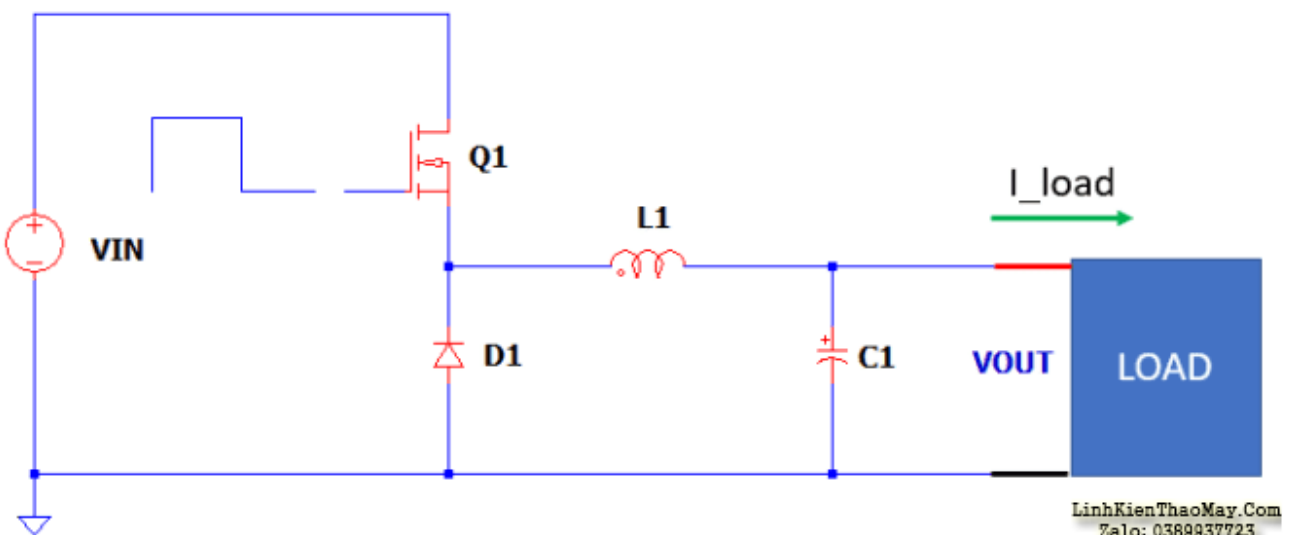 Q1
I_load
L1
VIN
D1
+
C1
VOUT
LOAD
LinhKienThaoMay.Com
Zalo: 0389937723